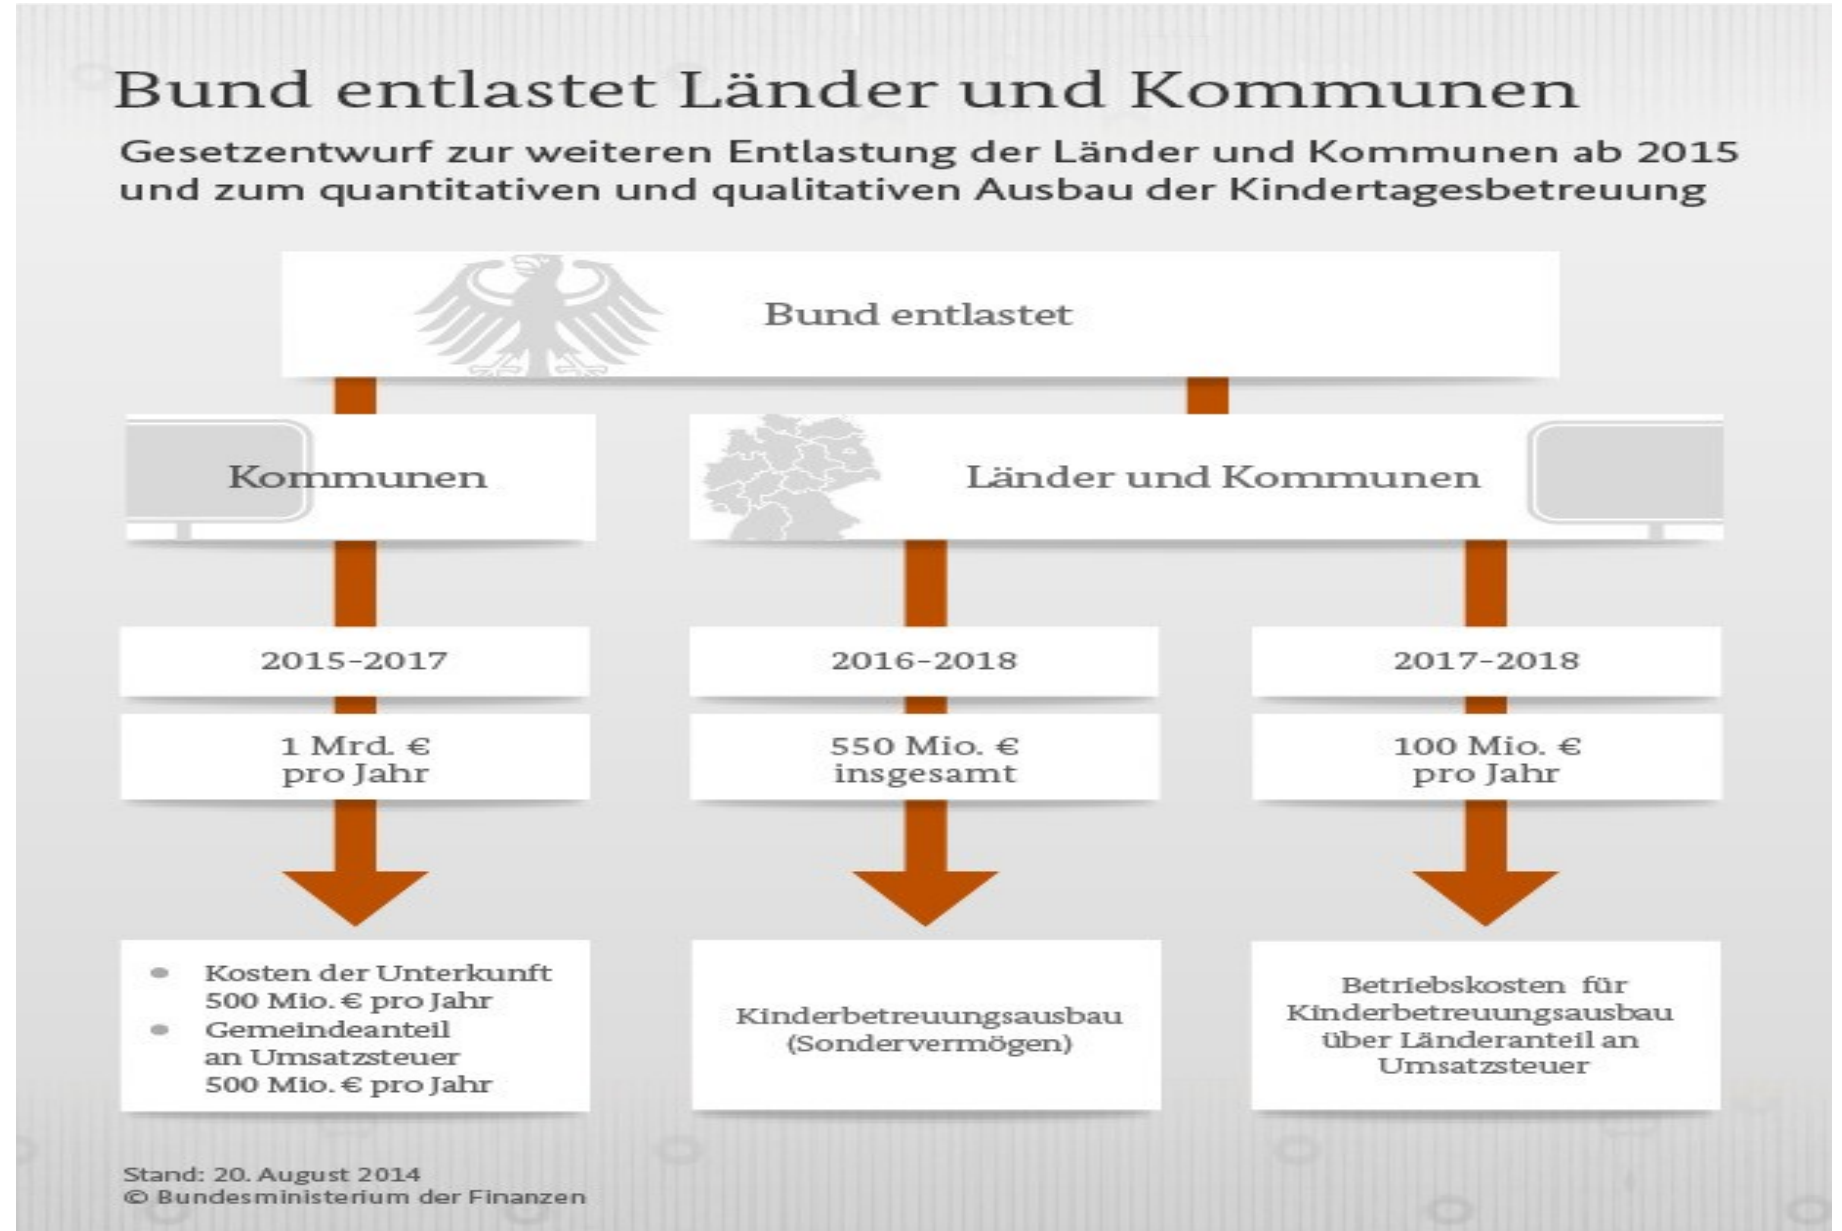 Bund entlastet Länder und Kommunen
Gesetzentwurf zur weiteren Entlastung der Länder und Kommunen ab 2015
und zum quantitativen und qualitativen Ausbau der Kindertagesbetreuung
Bund entlastet
Kommunen
Länder und Kommunen
2015-2017
2016-2018
2017-2018
1 Mrd. €
pro Jahr
550 Mio. €
insgesamt
100 Mio. €
pro Jahr
• Kosten der Unterkunft
500 Mio. € pro Jahr
• Gemeindeanteil
an Umsatzsteuer
500 Mio. € pro Jahr
Kinderbetreuungsausbau
(Sondervermögen)
Betriebskosten für
Kinderbetreuungsausbau
über Länderanteil an
Umsatzsteuer
Stand: 20. August 2014
© Bundesministerium der Finanzen